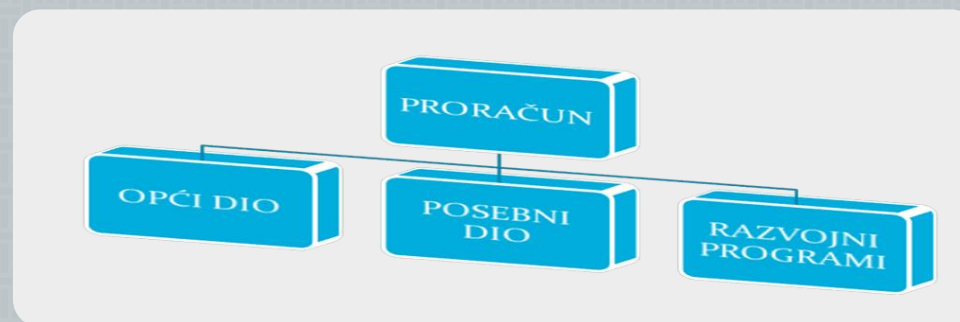 PRORAČUN
OPĆI DIO
POSEBNI
DIO
RAZVOJNI
PROGRAMI